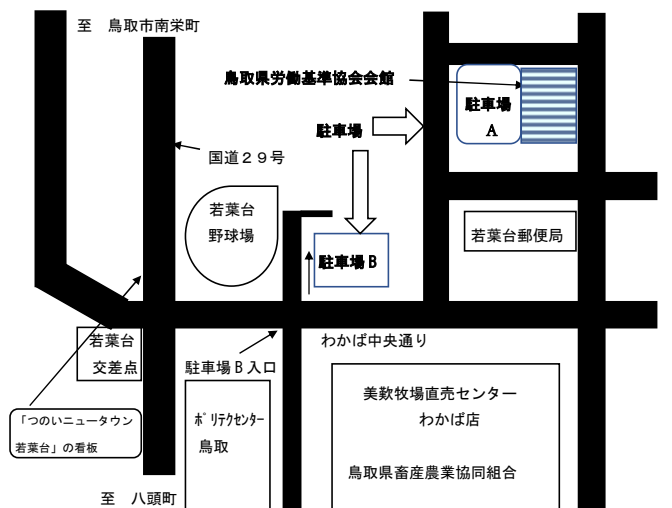 至　鳥取市南栄町
鳥取県労働基準協会会館
駐車場
A
駐車場
国道２９号
若葉台
野球場
若葉台郵便局
駐車場Ｂ
若葉台
交差点
駐車場Ｂ入口
わかば中央通り
「つのいニュータウン
若葉台」の看板
ﾎﾟﾘﾃｸｾﾝﾀｰ
鳥取
美歎牧場直売センター
わかば店
鳥取県畜産農業協同組合
至　八頭町